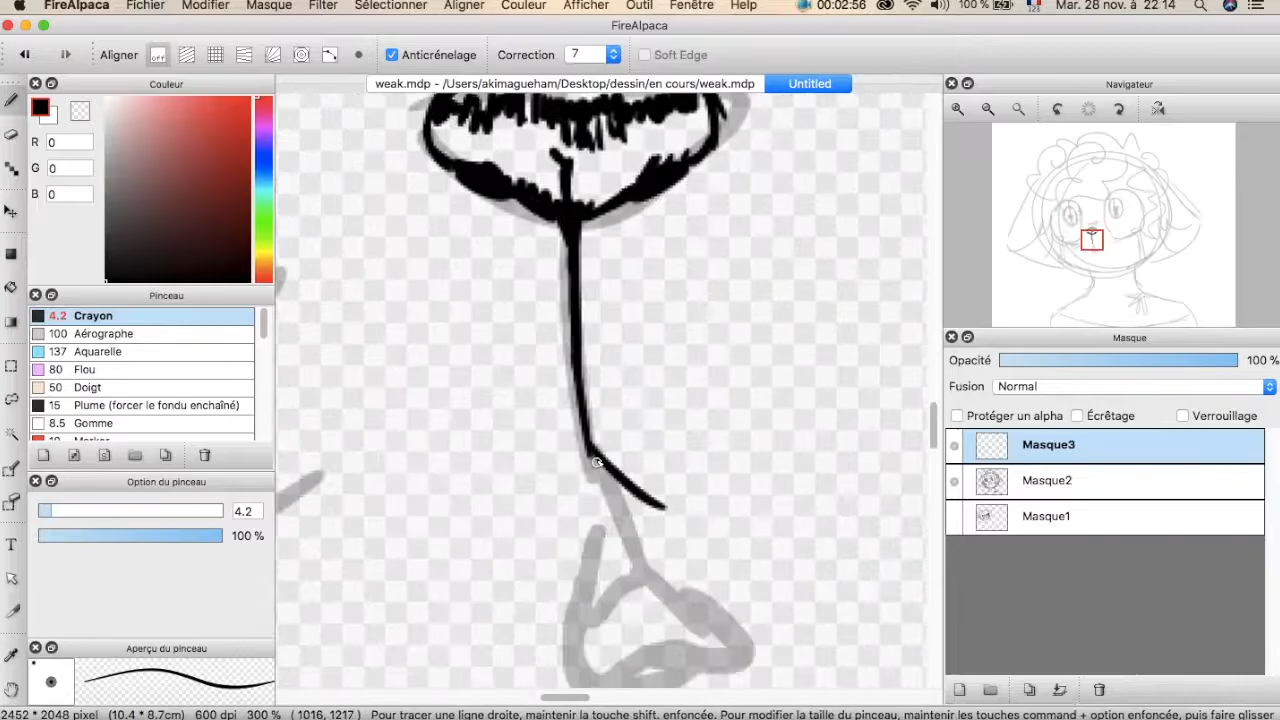 FireAlpaca Fichier Modifier Masque Filter Sélectionner Aligner Couleur Afficher Outil Fenêtre Help 00:02:56 100 % Mar. 28 nov. à 22 14
FireAlpaca
Aligner off Anticrénelage Correction 7 Soft Edge
Couleur
weak.mdp - /Users/akimagueham/Desktop/dessin/en cours/weak.mdp
Untitled
Navigateur
R 0
G 0
B 0
Pinceau
4.2 Crayon
100 Aérographe
137 Aquarelle
80 Flou
50 Doigt
15 Plume (forcer le fondu enchaîné)
8.5 Gomme
Option du pinceau
4.2
100 %
Aperçu du pinceau
Masque
Opacité 100 %
Fusion Normal
Protéger un alpha Écrêtage Verrouillage
Masque3
Masque2
Masque1
2452 * 2048 pixel (10.4 * 8.7cm) 600 dpi 300 % ( 1016, 1217 ) Pour tracer une ligne droite, maintenir la touche shift. enfoncée. Pour modifier la taille du pinceau, maintenir les touches command + option enfoncée, puis faire glisser